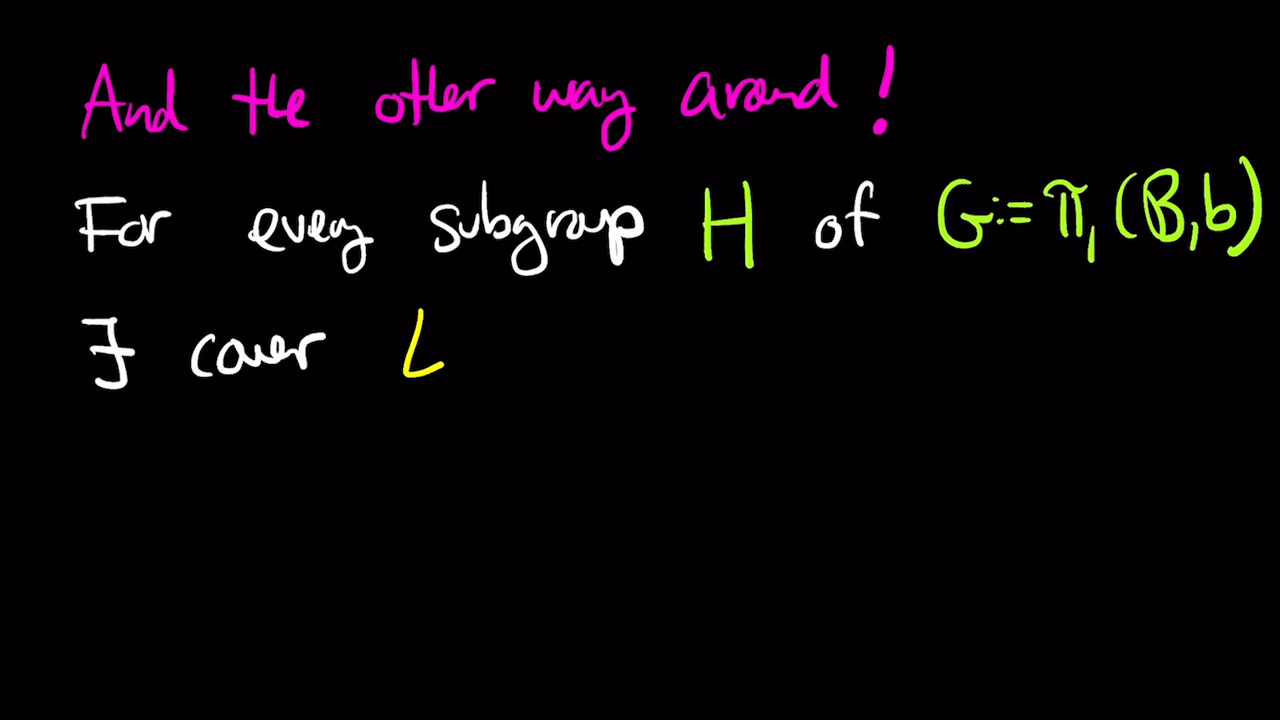 And the other way around!
For every subgroup H of G:=π₁(B,b)
∃ cover L